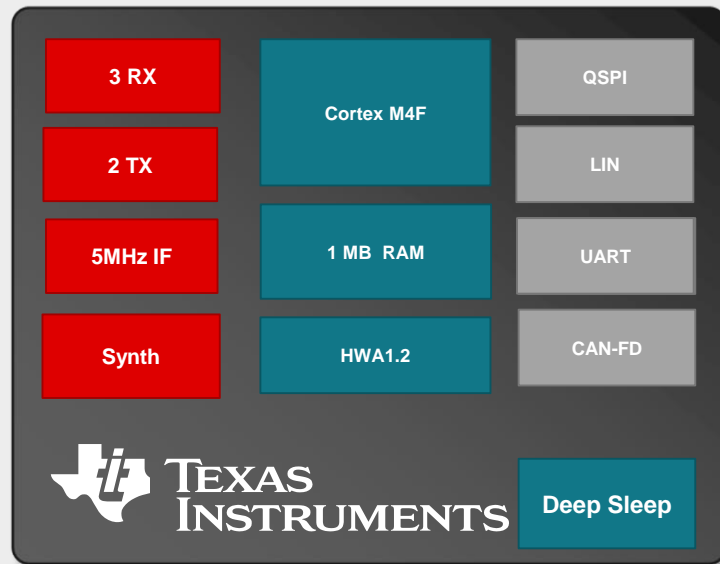 3 RX
2 TX
5MHz IF
Synth
Cortex M4F
1 MB RAM
HWA1.2
QSPI
LIN
UART
CAN-FD
Deep Sleep
ti
TEXAS
INSTRUMENTS